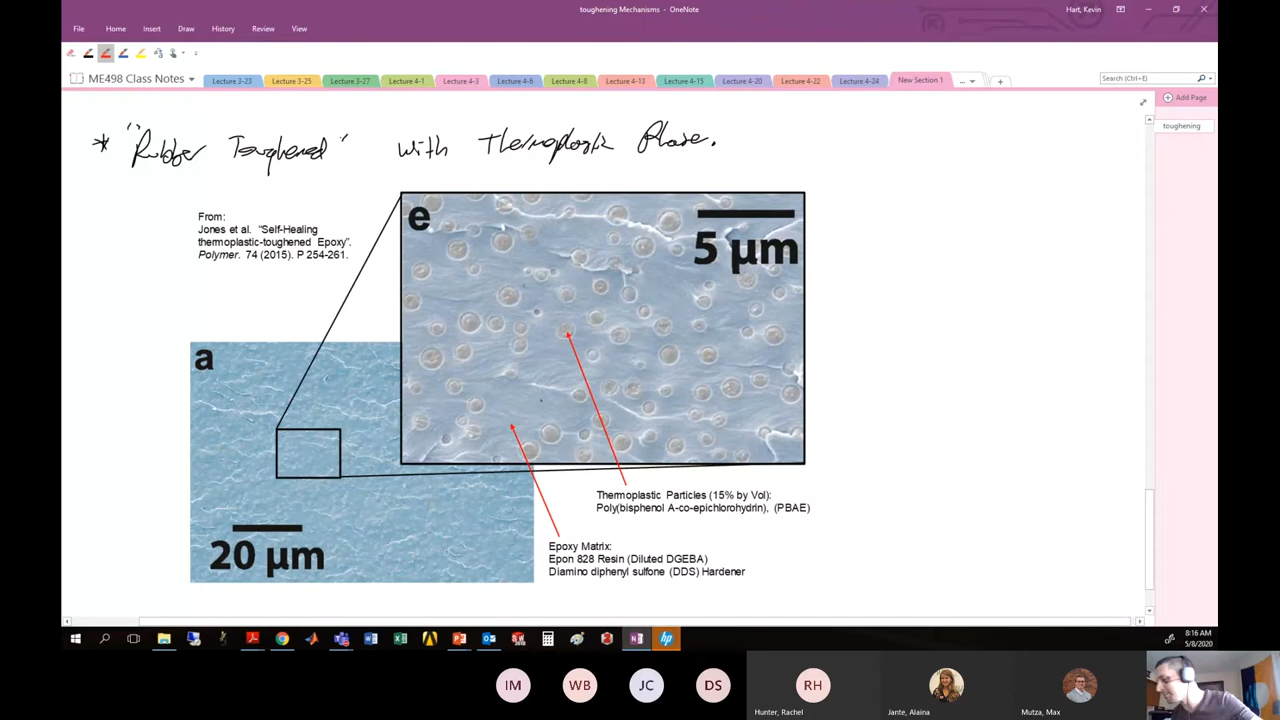 toughening Mechanisms - OneNote
Hart, Kevin
File Home Insert Draw History Review View
ME498 Class Notes
Lecture 3-23 Lecture 3-25 Lecture 3-27 Lecture 4-1 Lecture 4-3 Lecture 4-6 Lecture 4-8 Lecture 4-13 Lecture 4-15 Lecture 4-20 Lecture 4-22 Lecture 4-24 New Section 1 ...
Search (Ctrl+E)
Add Page
toughening
* "Rubber Toughened" with Thermoplastic Phase.
From:
Jones et al. "Self-Healing
thermoplastic-toughened Epoxy".
Polymer. 74 (2015). P 254-261.
e
5 µm
a
20 µm
Thermoplastic Particles (15% by Vol):
Poly(bisphenol A-co-epichlorohydrin), (PBAE)
Epoxy Matrix:
Epon 828 Resin (Diluted DGEBA)
Diamino diphenyl sulfone (DDS) Hardener
8:16 AM
5/8/2020
IM WB JC DS RH
Hunter, Rachel
Jante, Alaina
Mutza, Max